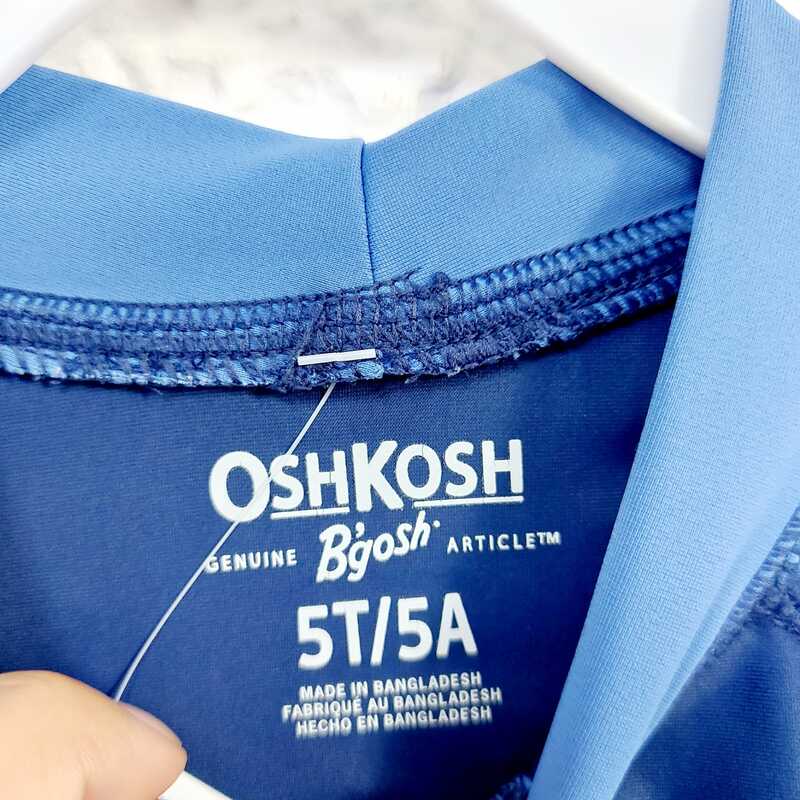 OSHKOSH
GENUINE B'gosh® ARTICLE™
5T/5A
MADE IN BANGLADESH
FABRIQUÉ AU BANGLADESH
HECHO EN BANGLADESH